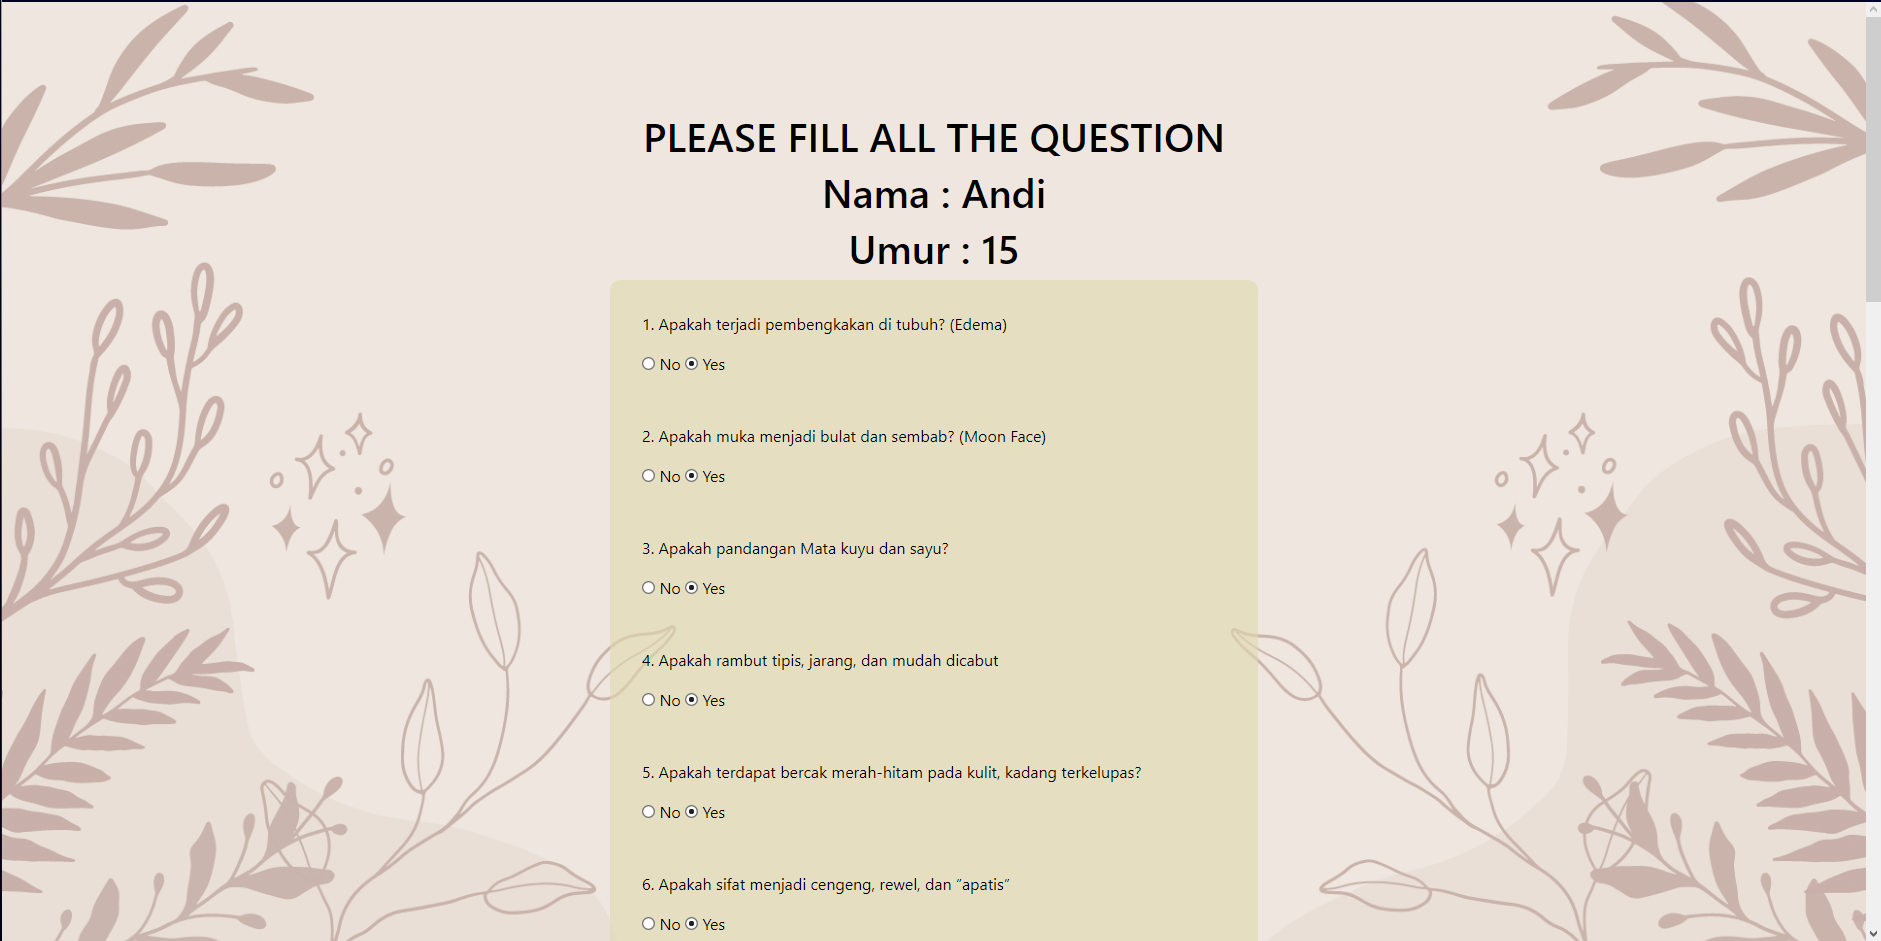 PLEASE FILL ALL THE QUESTION
Nama : Andi
Umur : 15
1. Apakah terjadi pembengkakan di tubuh? (Edema)
No Yes
2. Apakah muka menjadi bulat dan sembab? (Moon Face)
No Yes
3. Apakah pandangan Mata kuyu dan sayu?
No Yes
4. Apakah rambut tipis, jarang, dan mudah dicabut
No Yes
5. Apakah terdapat bercak merah-hitam pada kulit, kadang terkelupas?
No Yes
6. Apakah sifat menjadi cengeng, rewel, dan “apatis”
No Yes